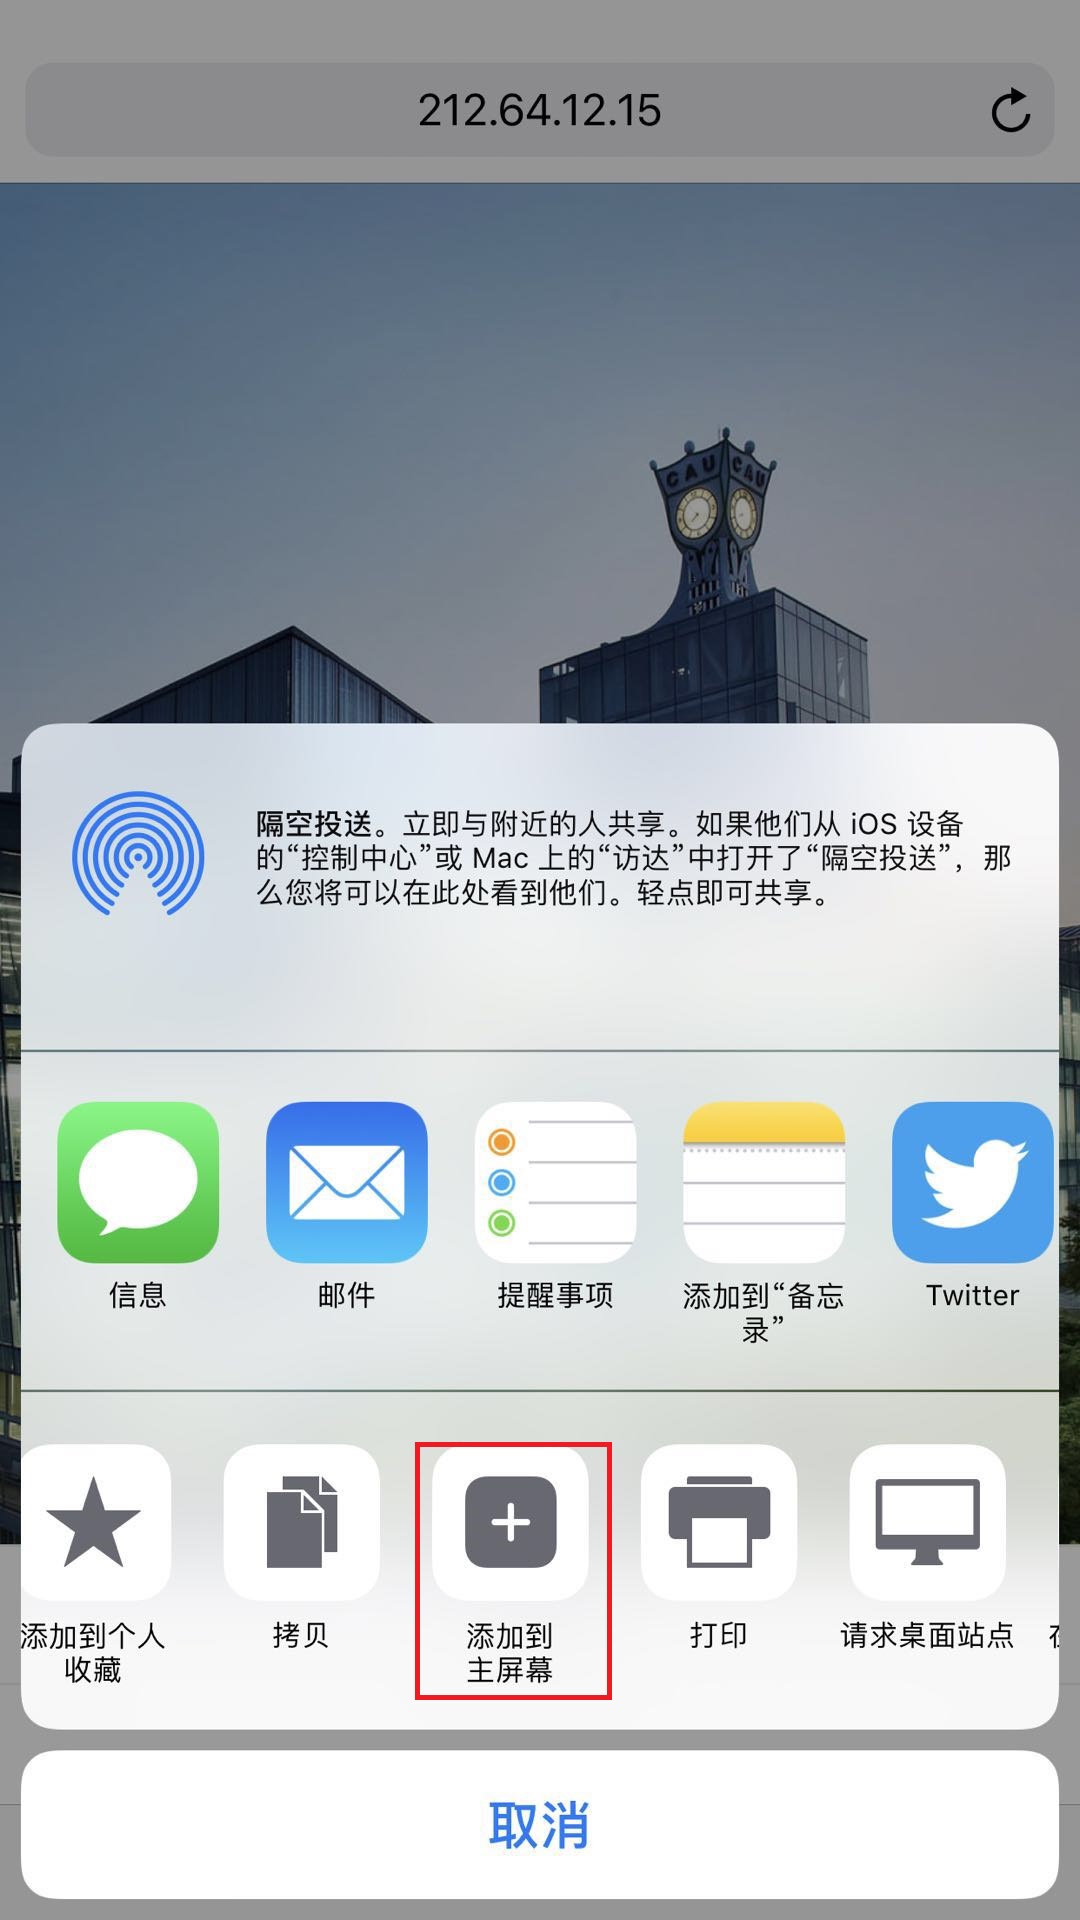 212.64.12.15
CAU CAU
隔空投送。立即与附近的人共享。如果他们从 iOS 设备
的“控制中心”或 Mac 上的“访达”中打开了“隔空投送”，那
么您将可以在此处看到他们。轻点即可共享。
信息
邮件
提醒事项
添加到“备忘
录”
Twitter
添加到个人
收藏
拷贝
添加到
主屏幕
打印
请求桌面站点
取消